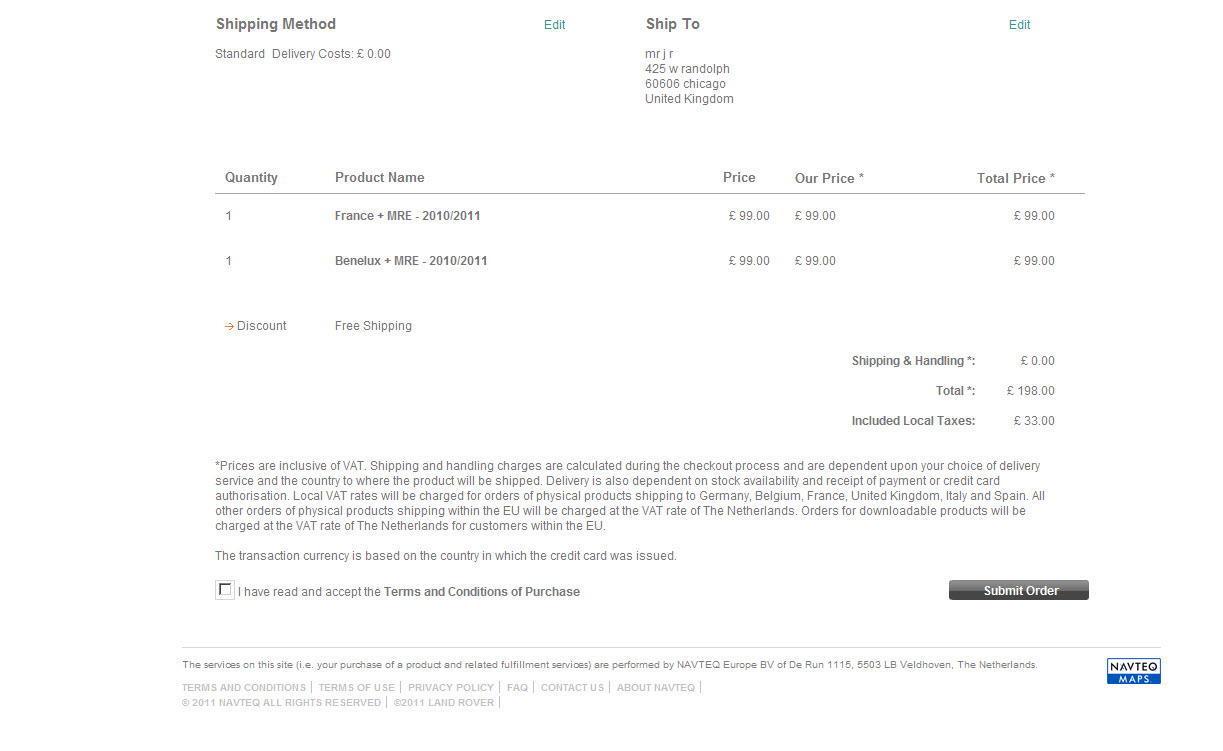 Shipping Method Edit Ship To Edit
Standard  Delivery Costs: £ 0.00
mr j r
425 w randolph
60606 chicago
United Kingdom
Quantity Product Name Price Our Price * Total Price *
1 France + MRE - 2010/2011 £ 99.00 £ 99.00 £ 99.00
1 Benelux + MRE - 2010/2011 £ 99.00 £ 99.00 £ 99.00
Discount Free Shipping
Shipping & Handling *: £ 0.00
Total *: £ 198.00
Included Local Taxes: £ 33.00
*Prices are inclusive of VAT. Shipping and handling charges are calculated during the checkout process and are dependent upon your choice of delivery
service and the country to where the product will be shipped. Delivery is also dependent on stock availability and receipt of payment or credit card
authorisation. Local VAT rates will be charged for orders of physical products shipping to Germany, Belgium, France, United Kingdom, Italy and Spain. All
other orders of physical products shipping within the EU will be charged at the VAT rate of The Netherlands. Orders for downloadable products will be
charged at the VAT rate of The Netherlands for customers within the EU.
The transaction currency is based on the country in which the credit card was issued.
I have read and accept the Terms and Conditions of Purchase Submit Order
The services on this site (i.e. your purchase of a product and related fulfillment services) are performed by NAVTEQ Europe BV of De Run 1115, 5503 LB Veldhoven, The Netherlands.
NAVTEQ
MAPS
TERMS AND CONDITIONS | TERMS OF USE | PRIVACY POLICY | FAQ | CONTACT US | ABOUT NAVTEQ |
© 2011 NAVTEQ ALL RIGHTS RESERVED | ©2011 LAND ROVER |